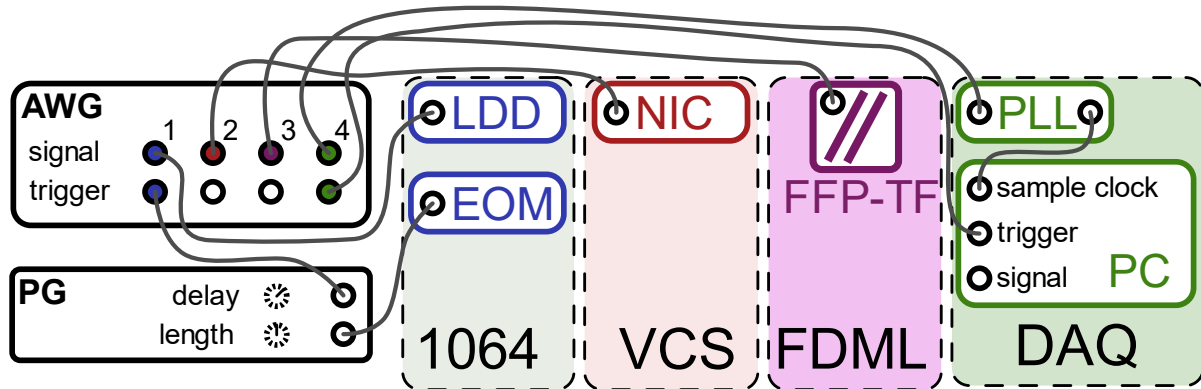 AWG
1 2 3 4
signal
trigger
PG
delay
length
LDD
EOM
1064
NIC
VCS
FFP-TF
FDML
PLL
sample clock
trigger
signal
PC
DAQ